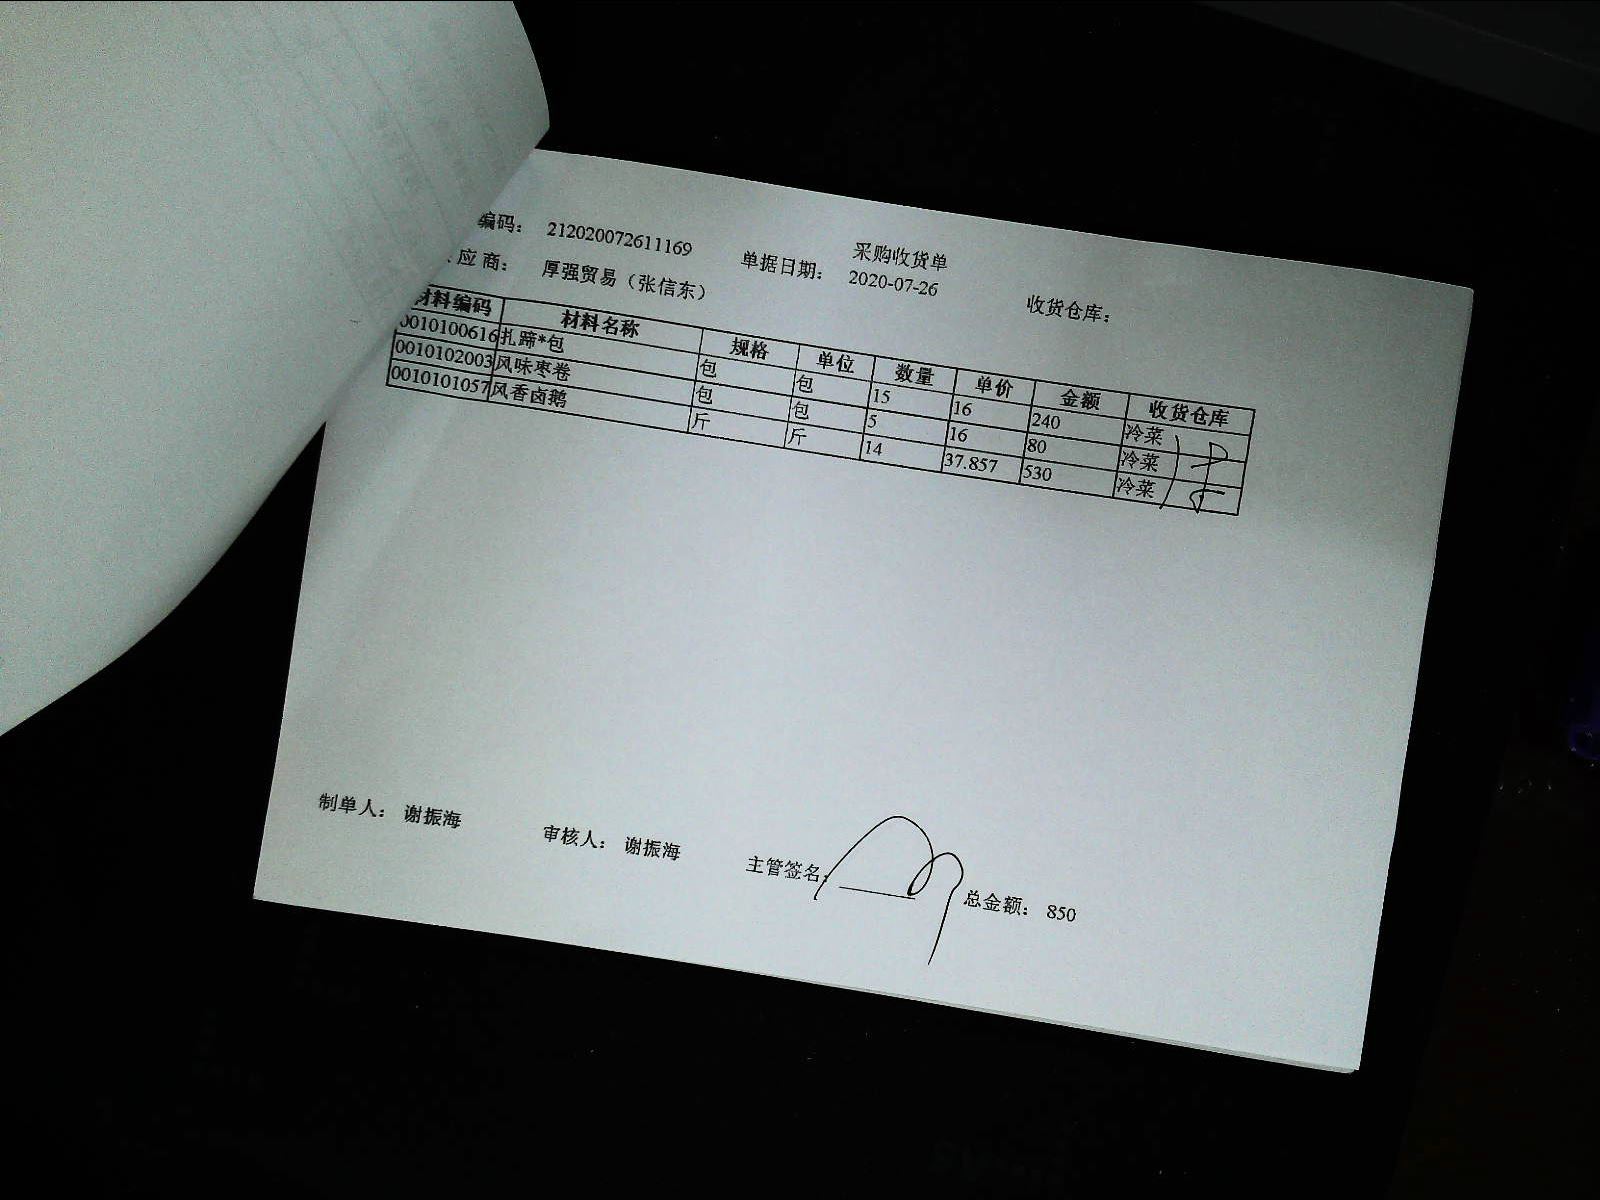 采购收货单
编码： 212020072611169 单据日期： 2020-07-26 收货仓库：
应商： 厚强贸易（张信东）
材料编码 材料名称 规格 单位 数量 单价 金额 收货仓库
0010100616 扎蹄*包 包 包 15 16 240 冷菜
0010102003 风味枣卷 包 包 5 16 80 冷菜
0010101057 风香卤鹅 斤 斤 14 37.857 530 冷菜
制单人： 谢振海 审核人： 谢振海 主管签名： 总金额： 850